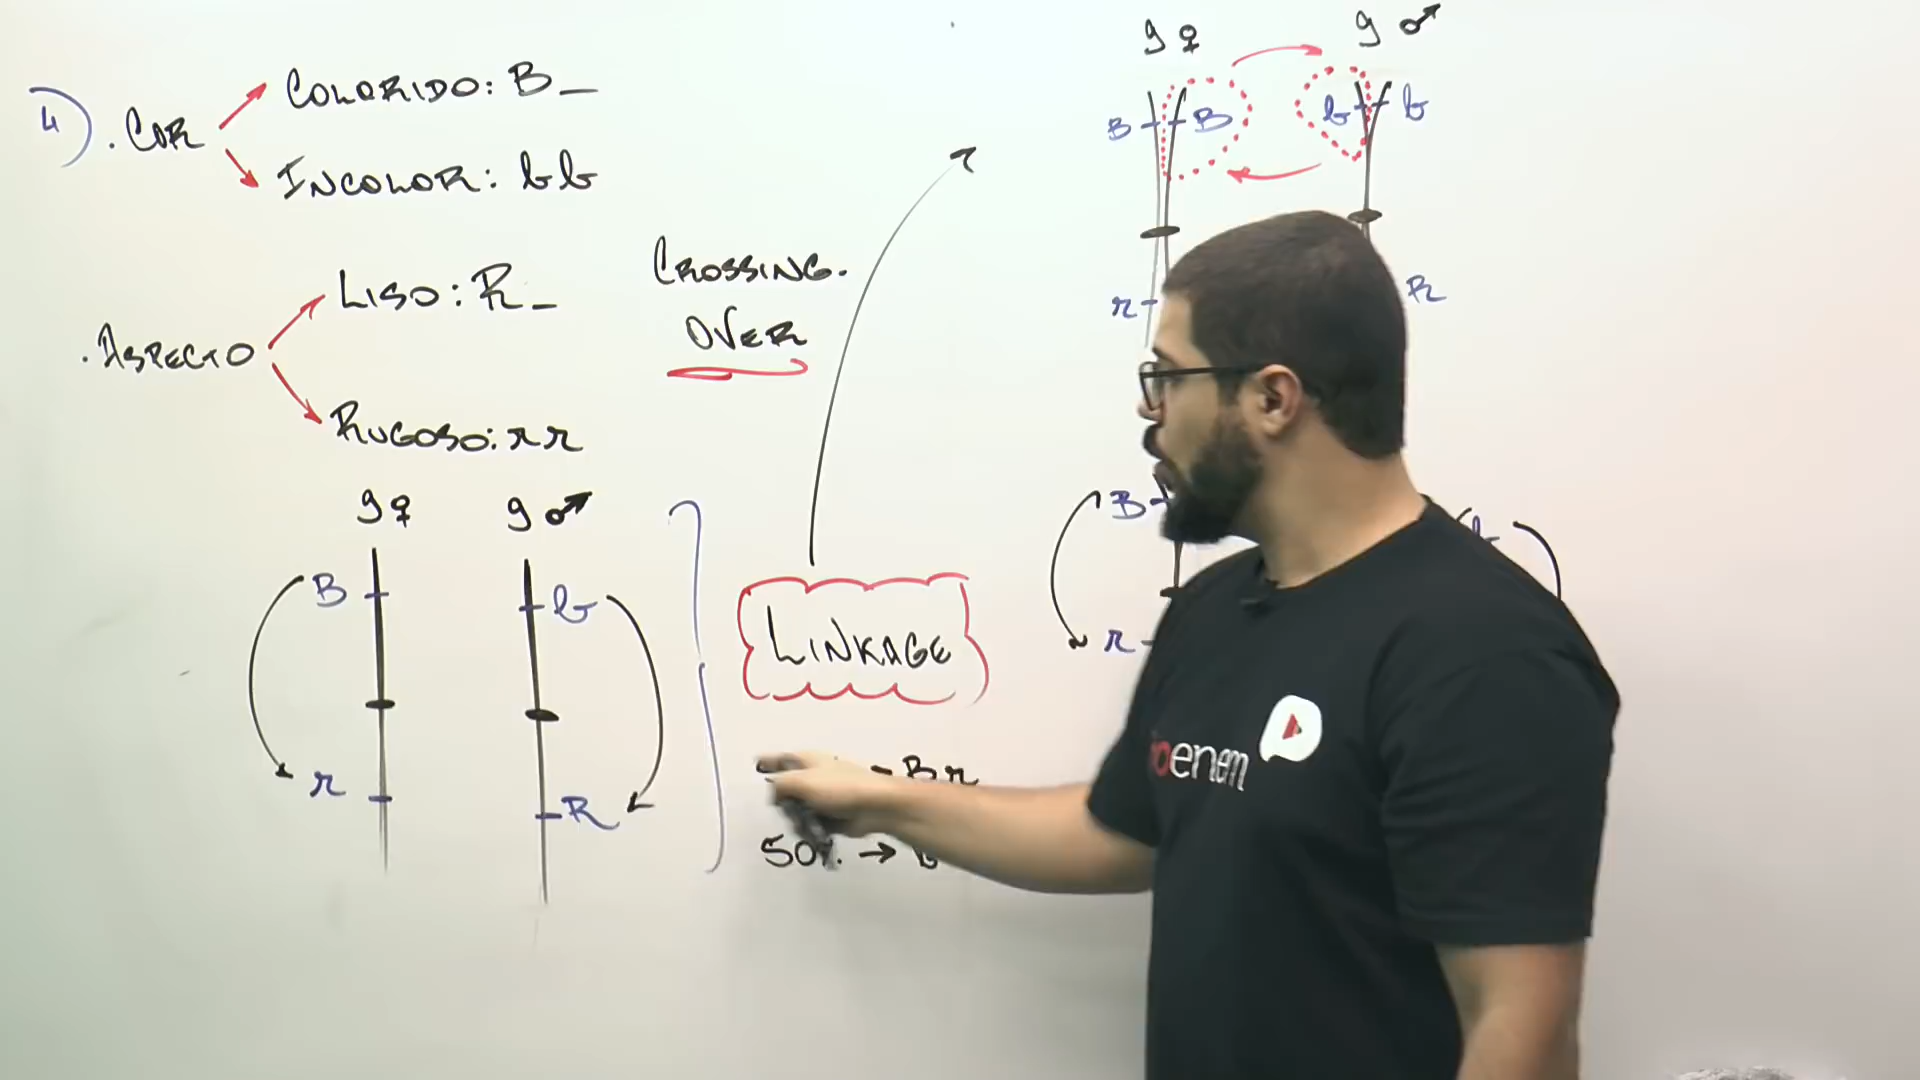 4) . COR
COLORIDO: B_
INCOLOR: bb
. ASPECTO
LISO: R_
RUGOSO: rr
CROSSING-
OVER
g ♀
g ♂
B
r
b
R
LINKAGE
- Br
50% →
g ♀
g ♂
B
B
b
b
r
R
B
r
enem